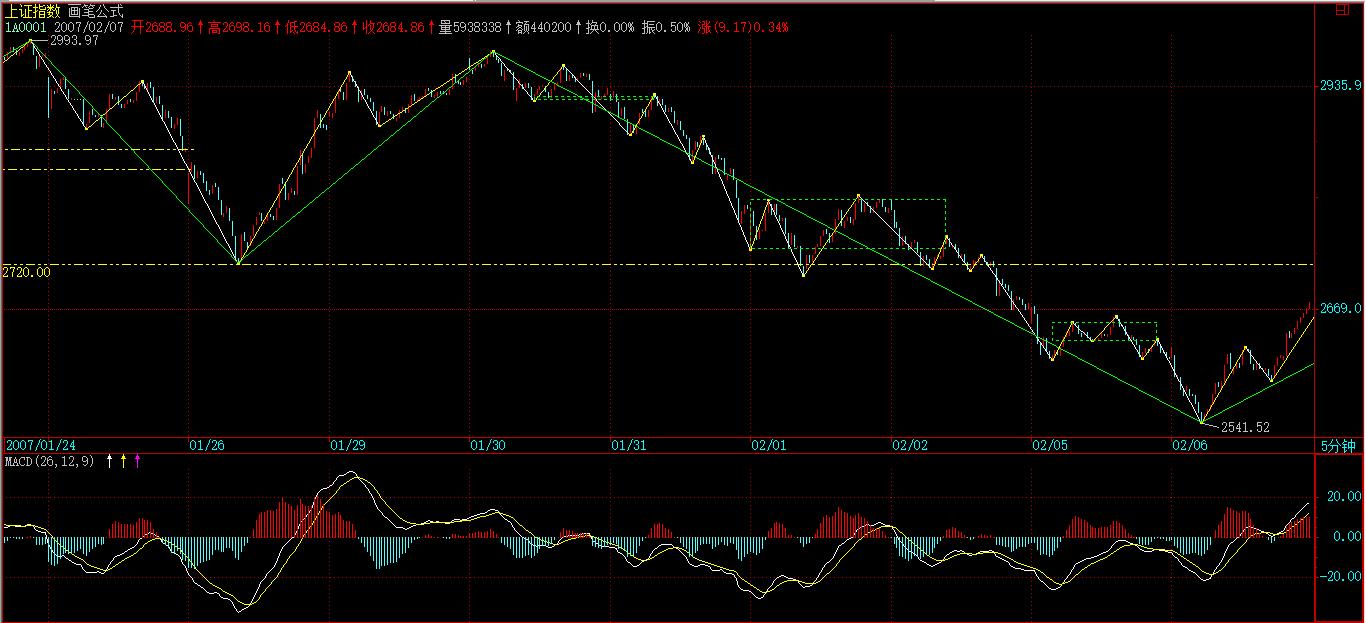 上证指数 画笔公式
1A0001 2007/02/07 开2688.96↑高2698.16↑低2684.86↑收2684.86↑量5938338↑额440200↑换0.00% 振0.50% 涨(9.17)0.34%
2993.97
2935.9
2720.00
2669.0
2541.52
2007/01/24 01/26 01/29 01/30 01/31 02/01 02/02 02/05 02/06 5分钟
MACD(26,12,9) ↑ ↑ ↑
20.00
0.00
-20.00